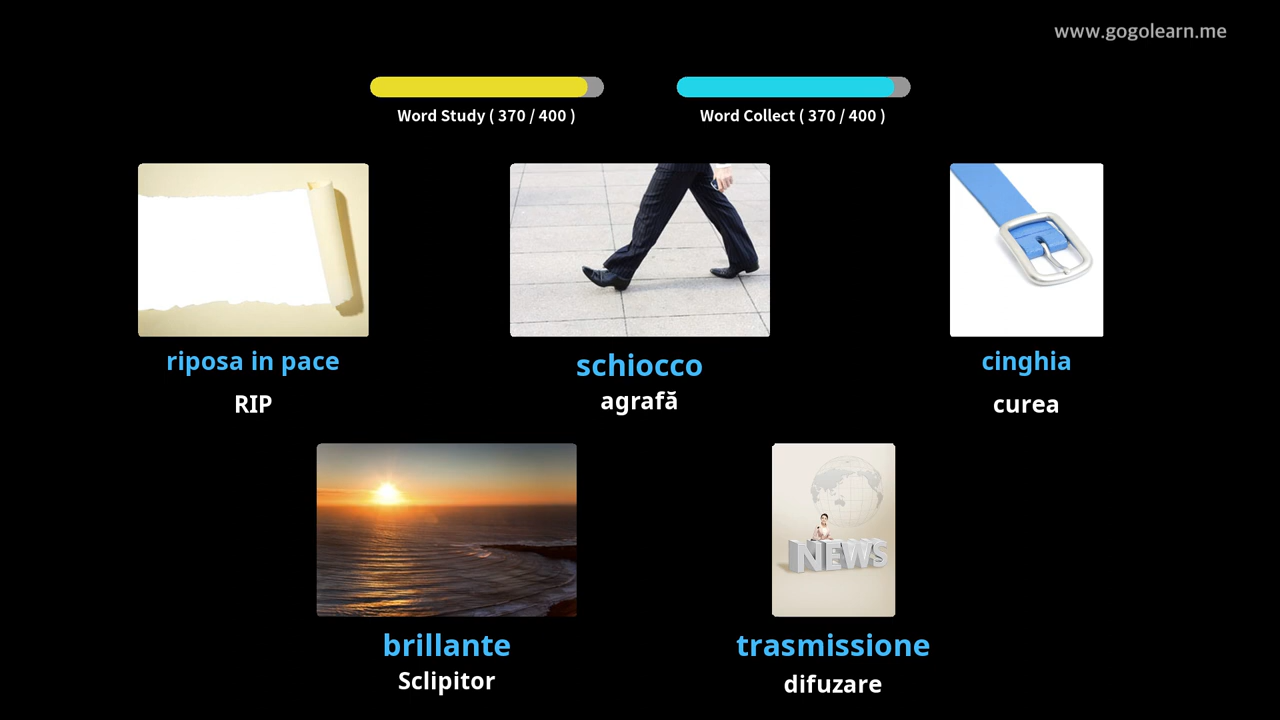 www.gogolearn.me
Word Study ( 370 / 400 )
Word Collect ( 370 / 400 )
riposa in pace
RIP
schiocco
agrafă
cinghia
curea
NEWS
brillante
Sclipitor
trasmissione
difuzare